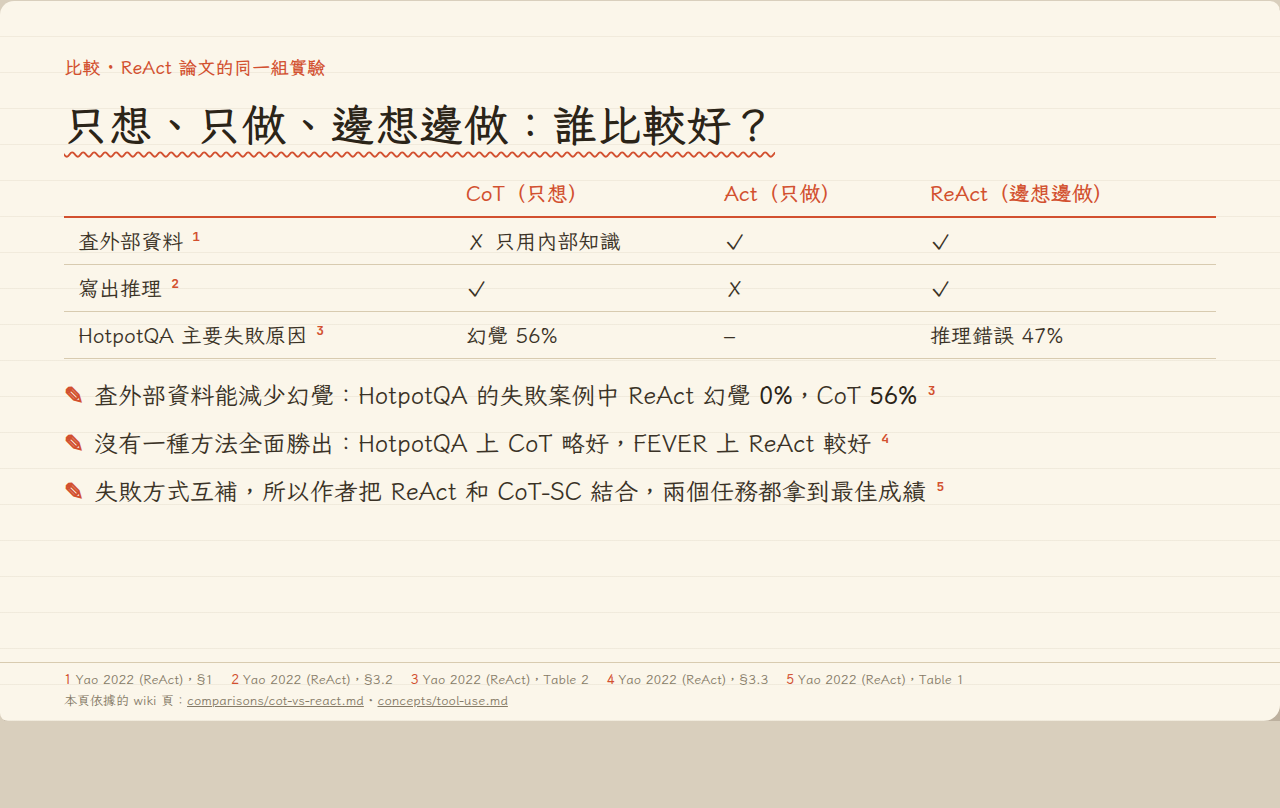 比較・ReAct 論文的同一組實驗
只想、只做、邊想邊做：誰比較好？
CoT（只想） Act（只做） ReAct（邊想邊做）
查外部資料 1 ✗ 只用內部知識 ✓ ✓
寫出推理 2 ✓ ✗ ✓
HotpotQA 主要失敗原因 3 幻覺 56% – 推理錯誤 47%
✎ 查外部資料能減少幻覺：HotpotQA 的失敗案例中 ReAct 幻覺 0%，CoT 56% 3
✎ 沒有一種方法全面勝出：HotpotQA 上 CoT 略好，FEVER 上 ReAct 較好 4
✎ 失敗方式互補，所以作者把 ReAct 和 CoT-SC 結合，兩個任務都拿到最佳成績 5
1 Yao 2022 (ReAct)，§1 2 Yao 2022 (ReAct)，§3.2 3 Yao 2022 (ReAct)，Table 2 4 Yao 2022 (ReAct)，§3.3 5 Yao 2022 (ReAct)，Table 1
本頁依據的 wiki 頁：comparisons/cot-vs-react.md・concepts/tool-use.md